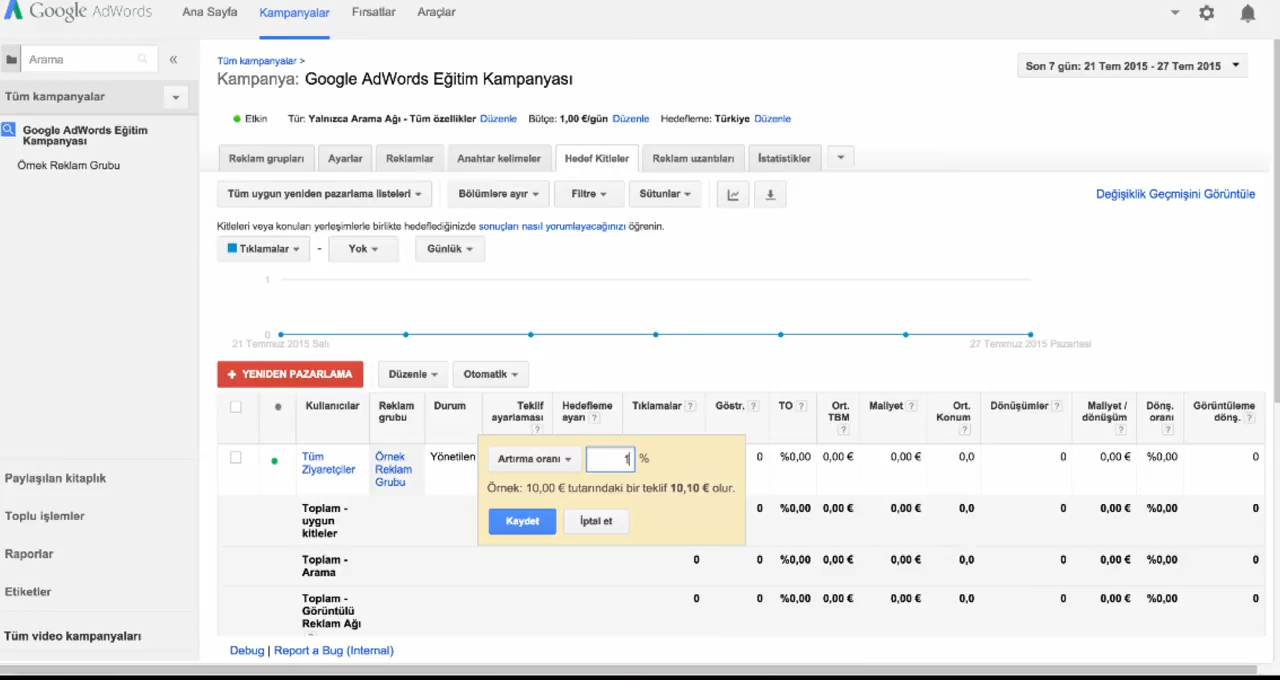 Google AdWords
Ana Sayfa Kampanyalar Fırsatlar Araçlar
Arama
«
Tüm kampanyalar
Google AdWords Eğitim
Kampanyası
Örnek Reklam Grubu
Paylaşılan kitaplık
Toplu işlemler
Raporlar
Etiketler
Tüm video kampanyaları
Tüm kampanyalar >
Kampanya: Google AdWords Eğitim Kampanyası
Son 7 gün: 21 Tem 2015 - 27 Tem 2015
Etkin Tür: Yalnızca Arama Ağı - Tüm özellikler Düzenle Bütçe: 1,00 €/gün Düzenle Hedefleme: Türkiye Düzenle
Reklam grupları Ayarlar Reklamlar Anahtar kelimeler Hedef Kitleler Reklam uzantıları İstatistikler
Tüm uygun yeniden pazarlama listeleri Bölümlere ayır Filtre Sütunlar Değişiklik Geçmişini Görüntüle
Kitleleri veya konuları yerleşimlerle birlikte hedeflediğinizde sonuçları nasıl yorumlayacağınızı öğrenin.
Tıklamalar - Yok Günlük
1
0
21 Temmuz 2015 Salı 27 Temmuz 2015 Pazartesi
+ YENİDEN PAZARLAMA Düzenle Otomatik
Kullanıcılar Reklam grubu Durum Teklif ayarlaması ? Hedefleme ayarı ? Tıklamalar ? Göstr. ? TO ? Ort. TBM ? Maliyet ? Ort. Konum ? Dönüşümler ? Maliyet / dönüşüm ? Dönş. oranı ? Görüntüleme dönş. ?
Tüm Ziyaretçiler Örnek Reklam Grubu Yönetilen 0 %0,00 0,00 € 0,00 € 0,0 0 0,00 € %0,00 0
Artırma oranı 1 %
Örnek: 10,00 € tutarındaki bir teklif 10,10 € olur.
Kaydet İptal et
Toplam - uygun kitleler 0 %0,00 0,00 € 0,00 € 0,0 0 0,00 € %0,00 0
Toplam - Arama 0 0 %0,00 0,00 € 0,00 € 0,0 0 0,00 € %0,00 0
Toplam - Görüntülü Reklam Ağı 0 0 %0,00 0,00 € 0,00 € 0,0 0 0,00 € %0,00 0
Debug | Report a Bug (Internal)